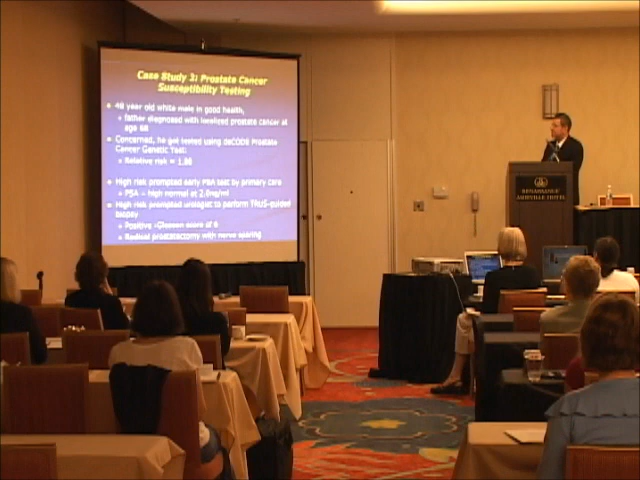 Case Study 2: Prostate Cancer
Susceptibility Testing
48 year old white male in good health,
father diagnosed with localized prostate cancer at
age 68
Concerned, he got tested using deCODE Prostate
Cancer Genetic Test:
Relative risk = 1.88
High risk prompted early PSA test by primary care
PSA – high normal at 2.0ng/ml
High risk prompted urologist to perform TRUS-guided
biopsy
Positive -Gleason score of 6
Radical prostatectomy with nerve sparing
RENAISSANCE
ASHEVILLE HOTEL